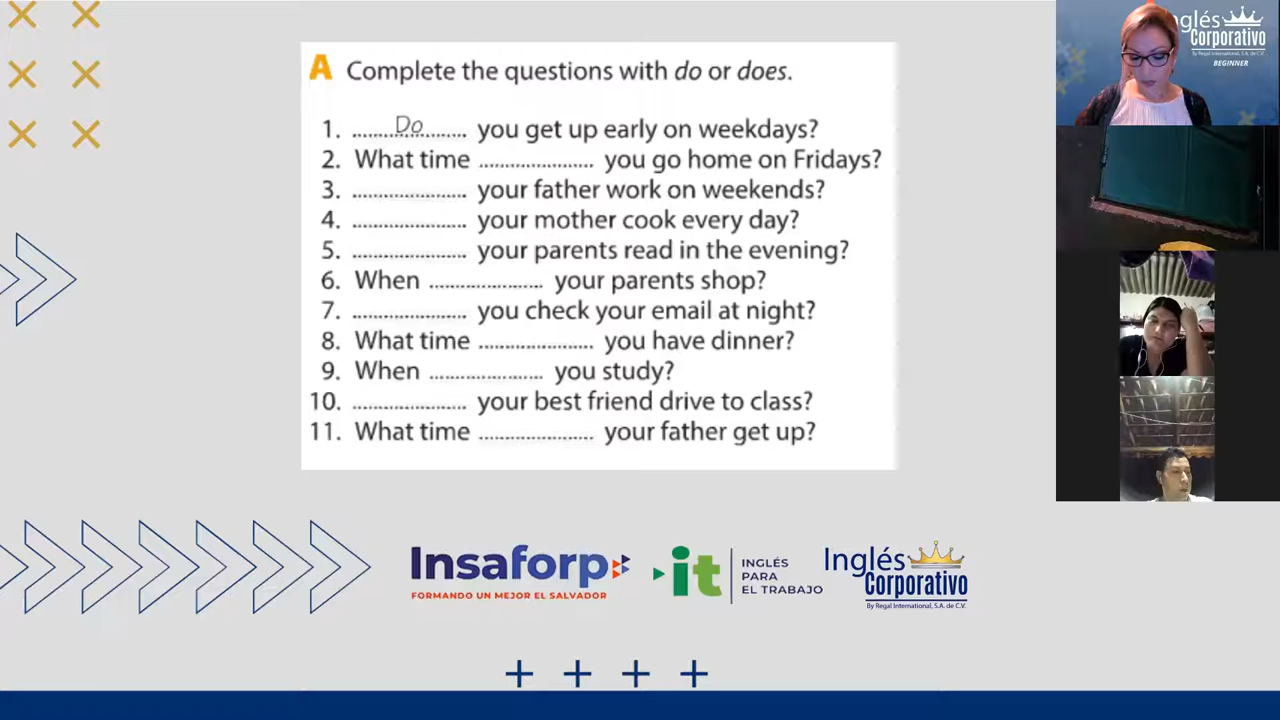 A Complete the questions with do or does.
1. .....Do..... you get up early on weekdays?
2. What time .................... you go home on Fridays?
3. .................... your father work on weekends?
4. .................... your mother cook every day?
5. .................... your parents read in the evening?
6. When .................... your parents shop?
7. .................... you check your email at night?
8. What time .................... you have dinner?
9. When .................... you study?
10. .................... your best friend drive to class?
11. What time .................... your father get up?
Insaforp
FORMANDO UN MEJOR EL SALVADOR
it
INGLÉS
PARA
EL TRABAJO
Inglés
Corporativo
By Regal International, S.A. de C.V.
nglés
Corporativo
By Regal International, S.A. de C.V.
BEGINNER